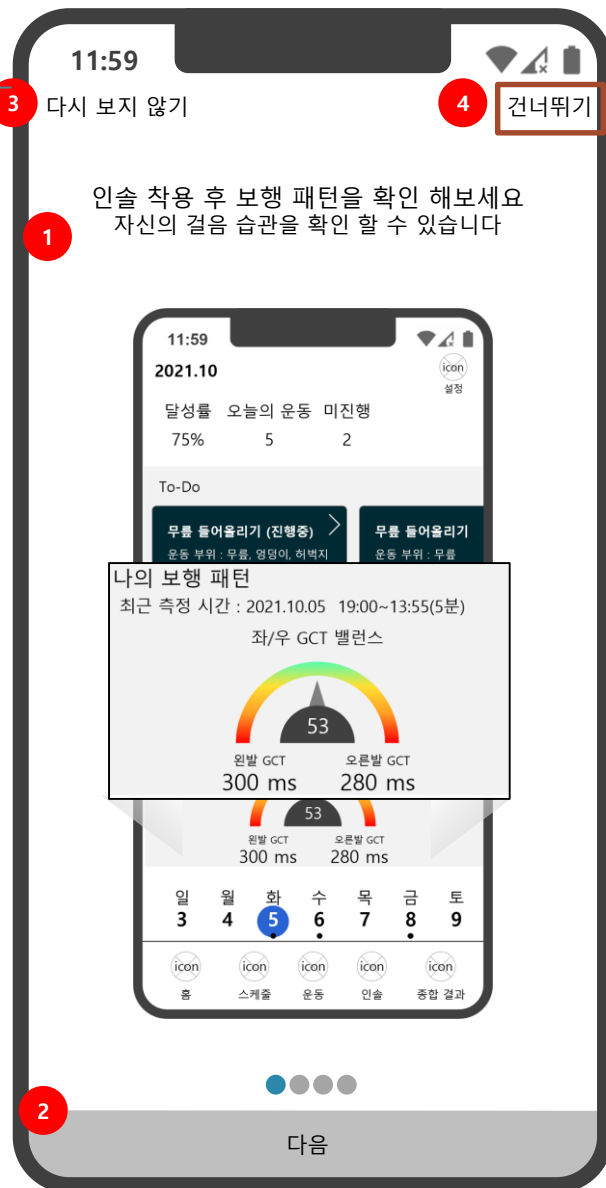 11:59
3 다시 보지 않기
4 건너뛰기
인솔 착용 후 보행 패턴을 확인 해보세요
1 자신의 걸음 습관을 확인 할 수 있습니다
11:59
2021.10
icon
설정
달성률 오늘의 운동 미진행
75% 5 2
To-Do
무릎 들어올리기 (진행중) 무릎 들어올리기
운동 부위 : 무릎, 엉덩이, 허벅지 운동 부위 : 무릎
나의 보행 패턴
최근 측정 시간 : 2021.10.05 19:00~13:55(5분)
좌/우 GCT 밸런스
53
왼발 GCT 오른발 GCT
300 ms 280 ms
53
왼발 GCT 오른발 GCT
300 ms 280 ms
일 월 화 수 목 금 토
3 4 5 6 7 8 9
icon icon icon icon icon
홈 스케줄 운동 인솔 종합 결과
2
다음